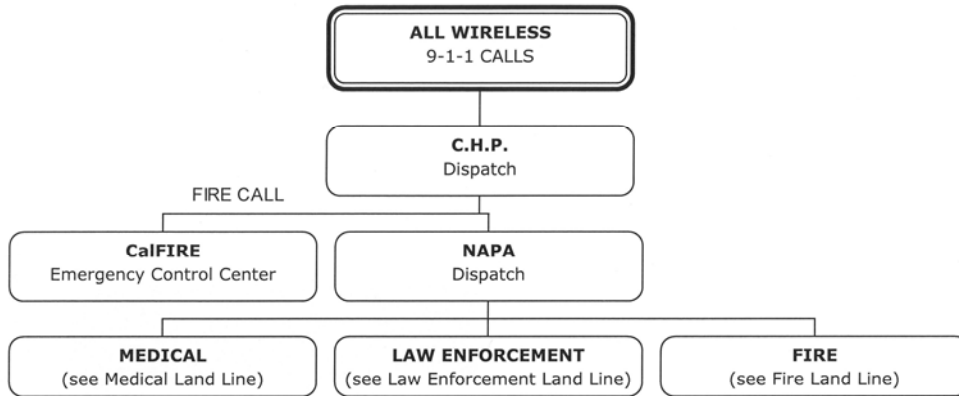 ALL WIRELESS
9-1-1 CALLS
C.H.P.
Dispatch
FIRE CALL
CalFIRE
Emergency Control Center
NAPA
Dispatch
MEDICAL
(see Medical Land Line)
LAW ENFORCEMENT
(see Law Enforcement Land Line)
FIRE
(see Fire Land Line)